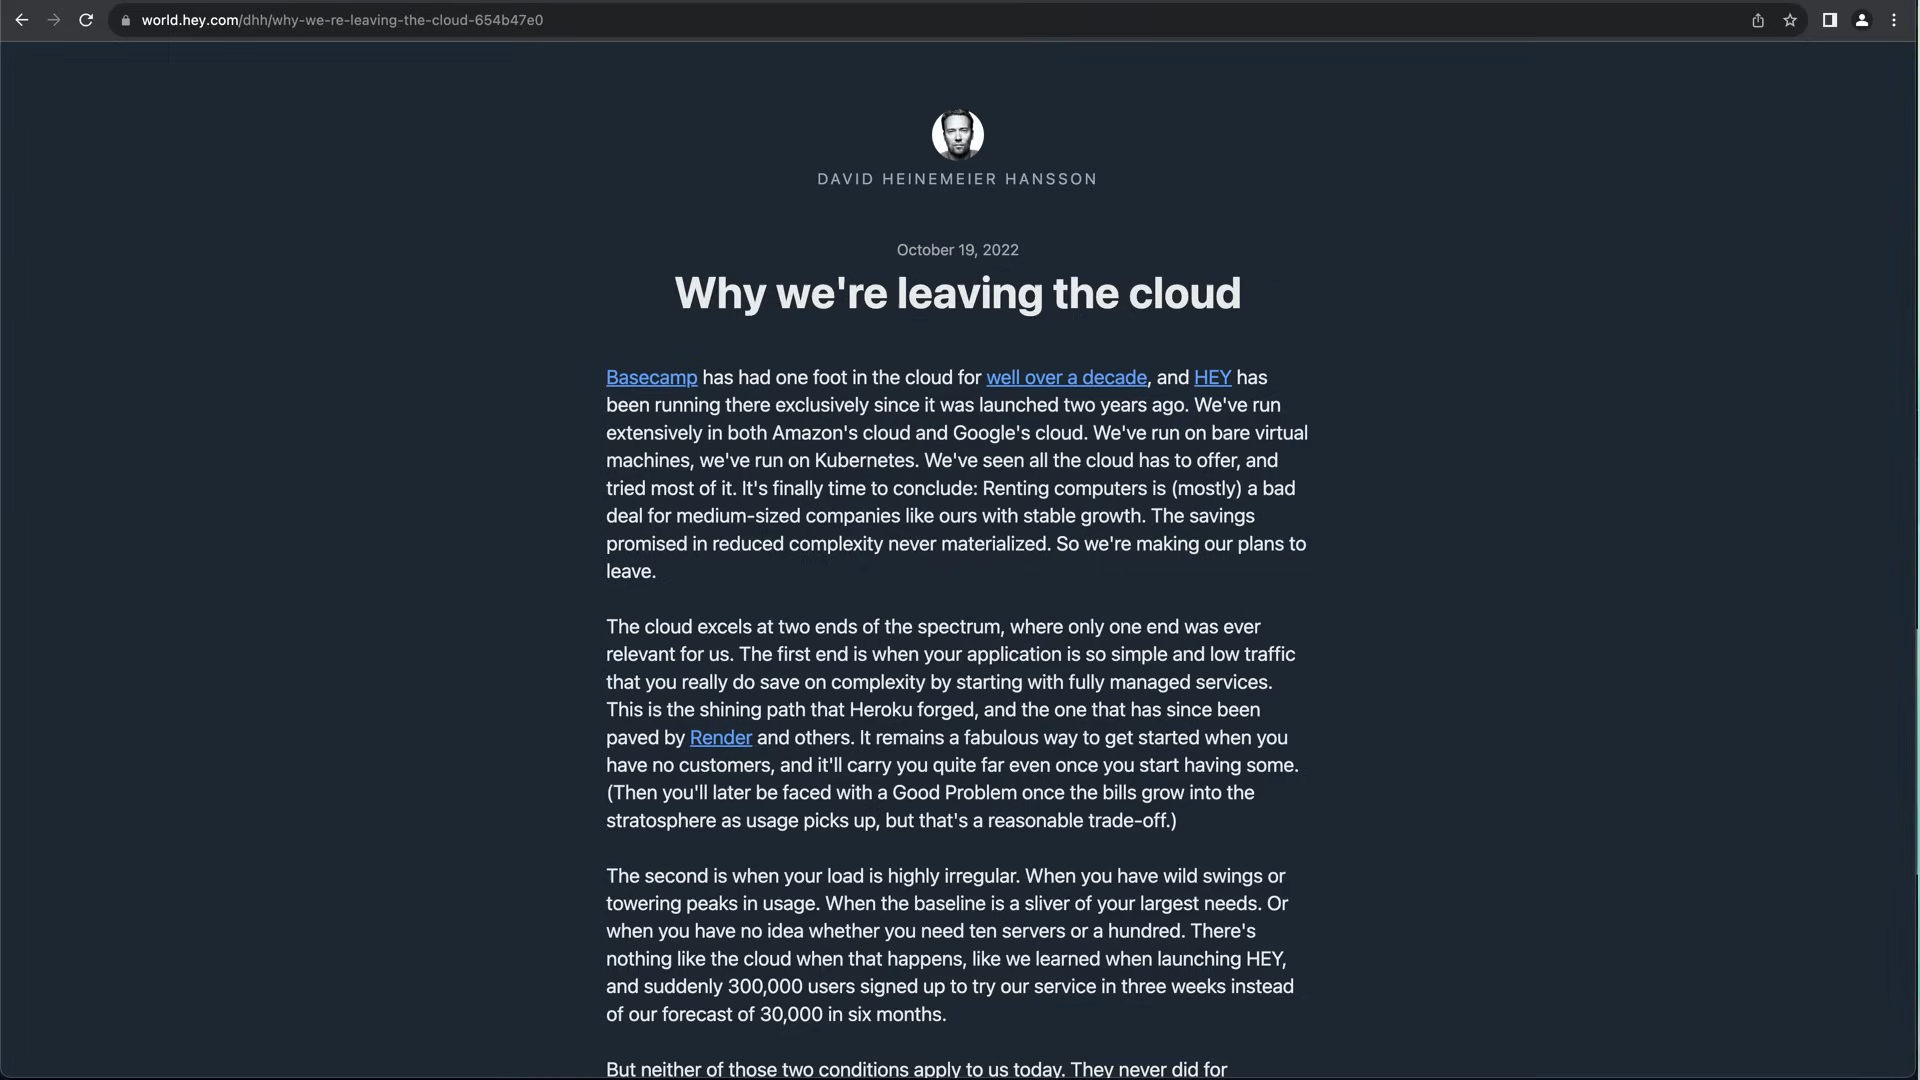 world.hey.com/dhh/why-we-re-leaving-the-cloud-654b47e0
DAVID HEINEMEIER HANSSON
October 19, 2022
Why we're leaving the cloud
Basecamp has had one foot in the cloud for well over a decade, and HEY has
been running there exclusively since it was launched two years ago. We've run
extensively in both Amazon's cloud and Google's cloud. We've run on bare virtual
machines, we've run on Kubernetes. We've seen all the cloud has to offer, and
tried most of it. It's finally time to conclude: Renting computers is (mostly) a bad
deal for medium-sized companies like ours with stable growth. The savings
promised in reduced complexity never materialized. So we're making our plans to
leave.
The cloud excels at two ends of the spectrum, where only one end was ever
relevant for us. The first end is when your application is so simple and low traffic
that you really do save on complexity by starting with fully managed services.
This is the shining path that Heroku forged, and the one that has since been
paved by Render and others. It remains a fabulous way to get started when you
have no customers, and it'll carry you quite far even once you start having some.
(Then you'll later be faced with a Good Problem once the bills grow into the
stratosphere as usage picks up, but that's a reasonable trade-off.)
The second is when your load is highly irregular. When you have wild swings or
towering peaks in usage. When the baseline is a sliver of your largest needs. Or
when you have no idea whether you need ten servers or a hundred. There's
nothing like the cloud when that happens, like we learned when launching HEY,
and suddenly 300,000 users signed up to try our service in three weeks instead
of our forecast of 30,000 in six months.
But neither of those two conditions apply to us today. They never did for